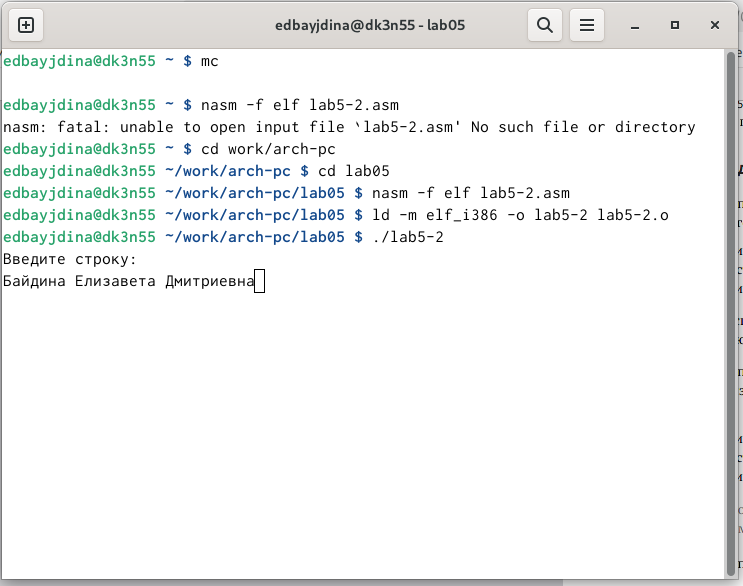 edbayjdina@dk3n55 - lab05
edbayjdina@dk3n55 ~ $ mc
edbayjdina@dk3n55 ~ $ nasm -f elf lab5-2.asm
nasm: fatal: unable to open input file `lab5-2.asm' No such file or directory
edbayjdina@dk3n55 ~ $ cd work/arch-pc
edbayjdina@dk3n55 ~/work/arch-pc $ cd lab05
edbayjdina@dk3n55 ~/work/arch-pc/lab05 $ nasm -f elf lab5-2.asm
edbayjdina@dk3n55 ~/work/arch-pc/lab05 $ ld -m elf_i386 -o lab5-2 lab5-2.o
edbayjdina@dk3n55 ~/work/arch-pc/lab05 $ ./lab5-2
Введите строку:
Байдина Елизавета Дмитриевна